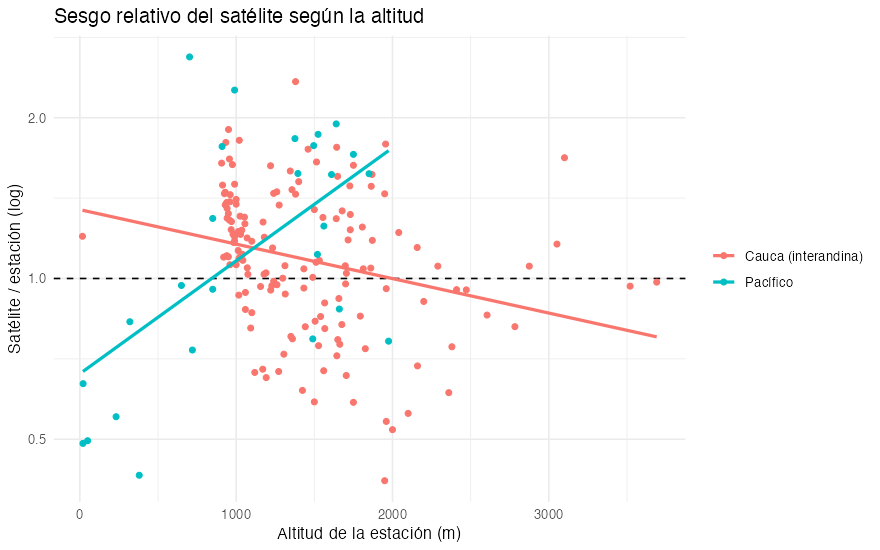 Sesgo relativo del satélite según la altitud
Satélite / estación (log)
2.0
1.0
0.5
0
1000
2000
3000
Altitud de la estación (m)
Cauca (interandina)
Pacífico